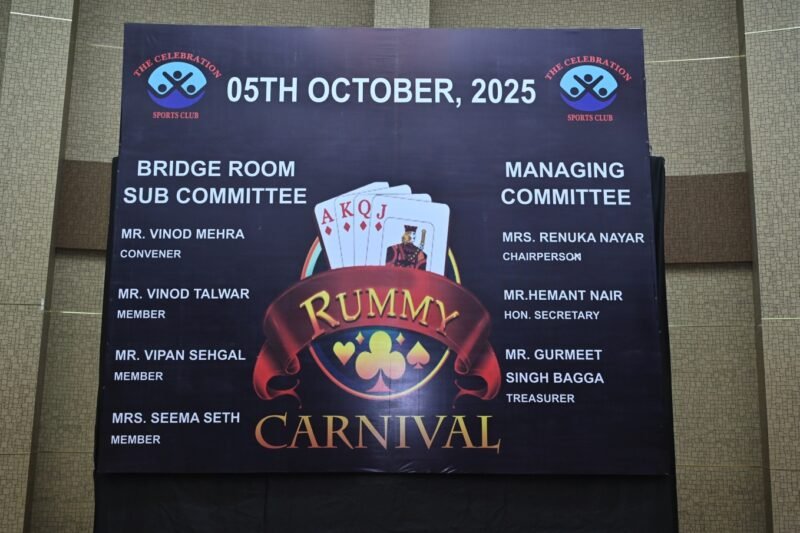 THE CELEBRATION
SPORTS CLUB
05TH OCTOBER, 2025
THE CELEBRATION
SPORTS CLUB
BRIDGE ROOM
SUB COMMITTEE
MR. VINOD MEHRA
CONVENER
MR. VINOD TALWAR
MEMBER
MR. VIPAN SEHGAL
MEMBER
MRS. SEEMA SETH
MEMBER
A K Q J
RUMMY
CARNIVAL
MANAGING
COMMITTEE
MRS. RENUKA NAYAR
CHAIRPERSON
MR.HEMANT NAIR
HON. SECRETARY
MR. GURMEET
SINGH BAGGA
TREASURER